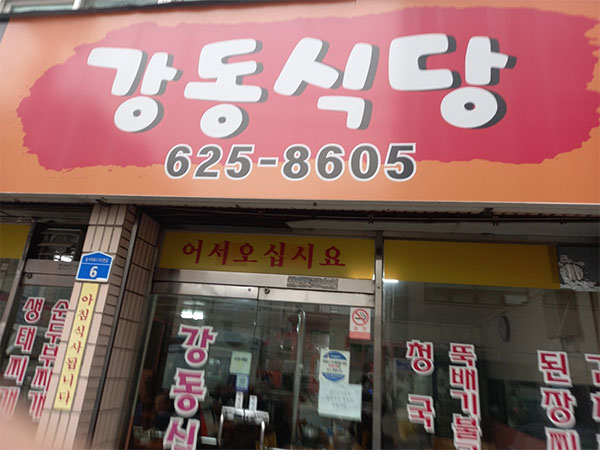 강동식당
625-8605
어서오십시요
6
아침식사됩니다
생태찌개
순두부찌개
강동식
청국
뚝배기불
된장찌